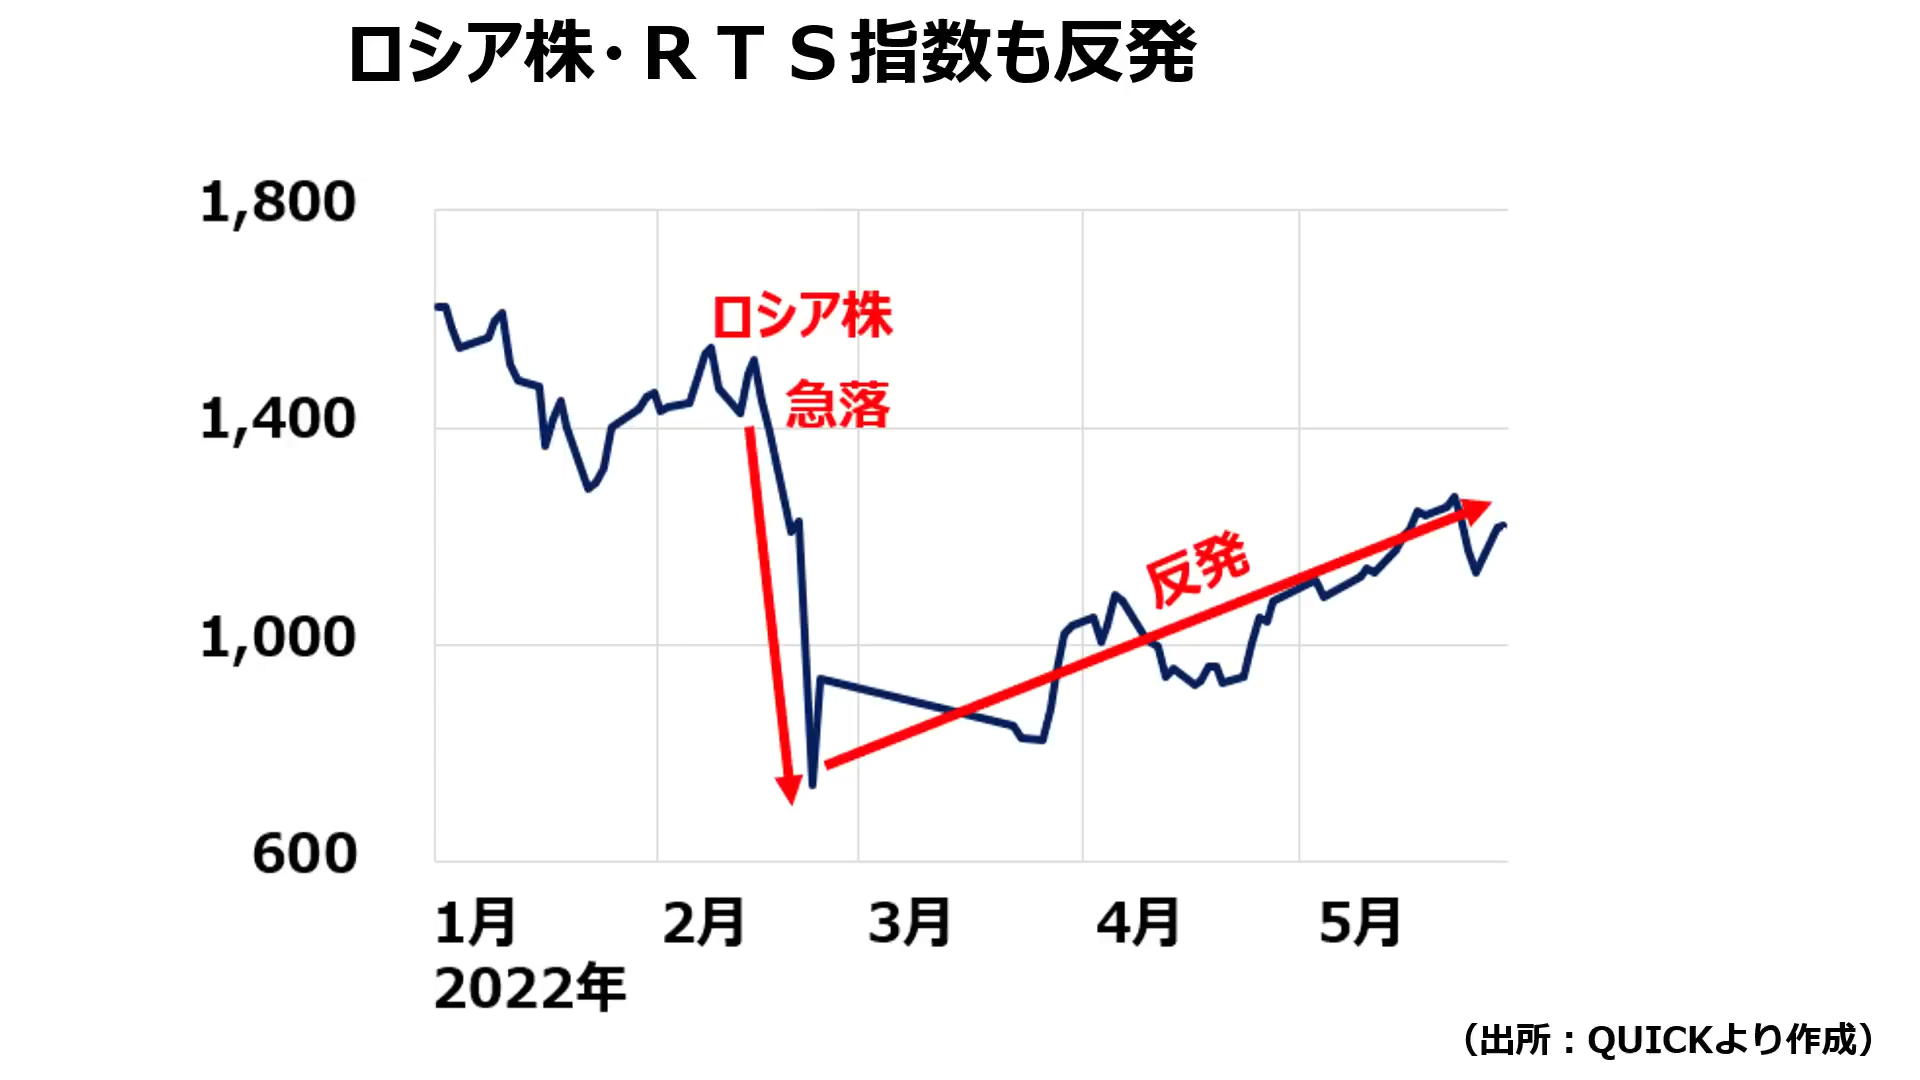 ロシア株・ＲＴＳ指数も反発
1,800
1,400
1,000
600
ロシア株
急落
反発
1月
2月
3月
4月
5月
2022年
（出所：QUICKより作成）